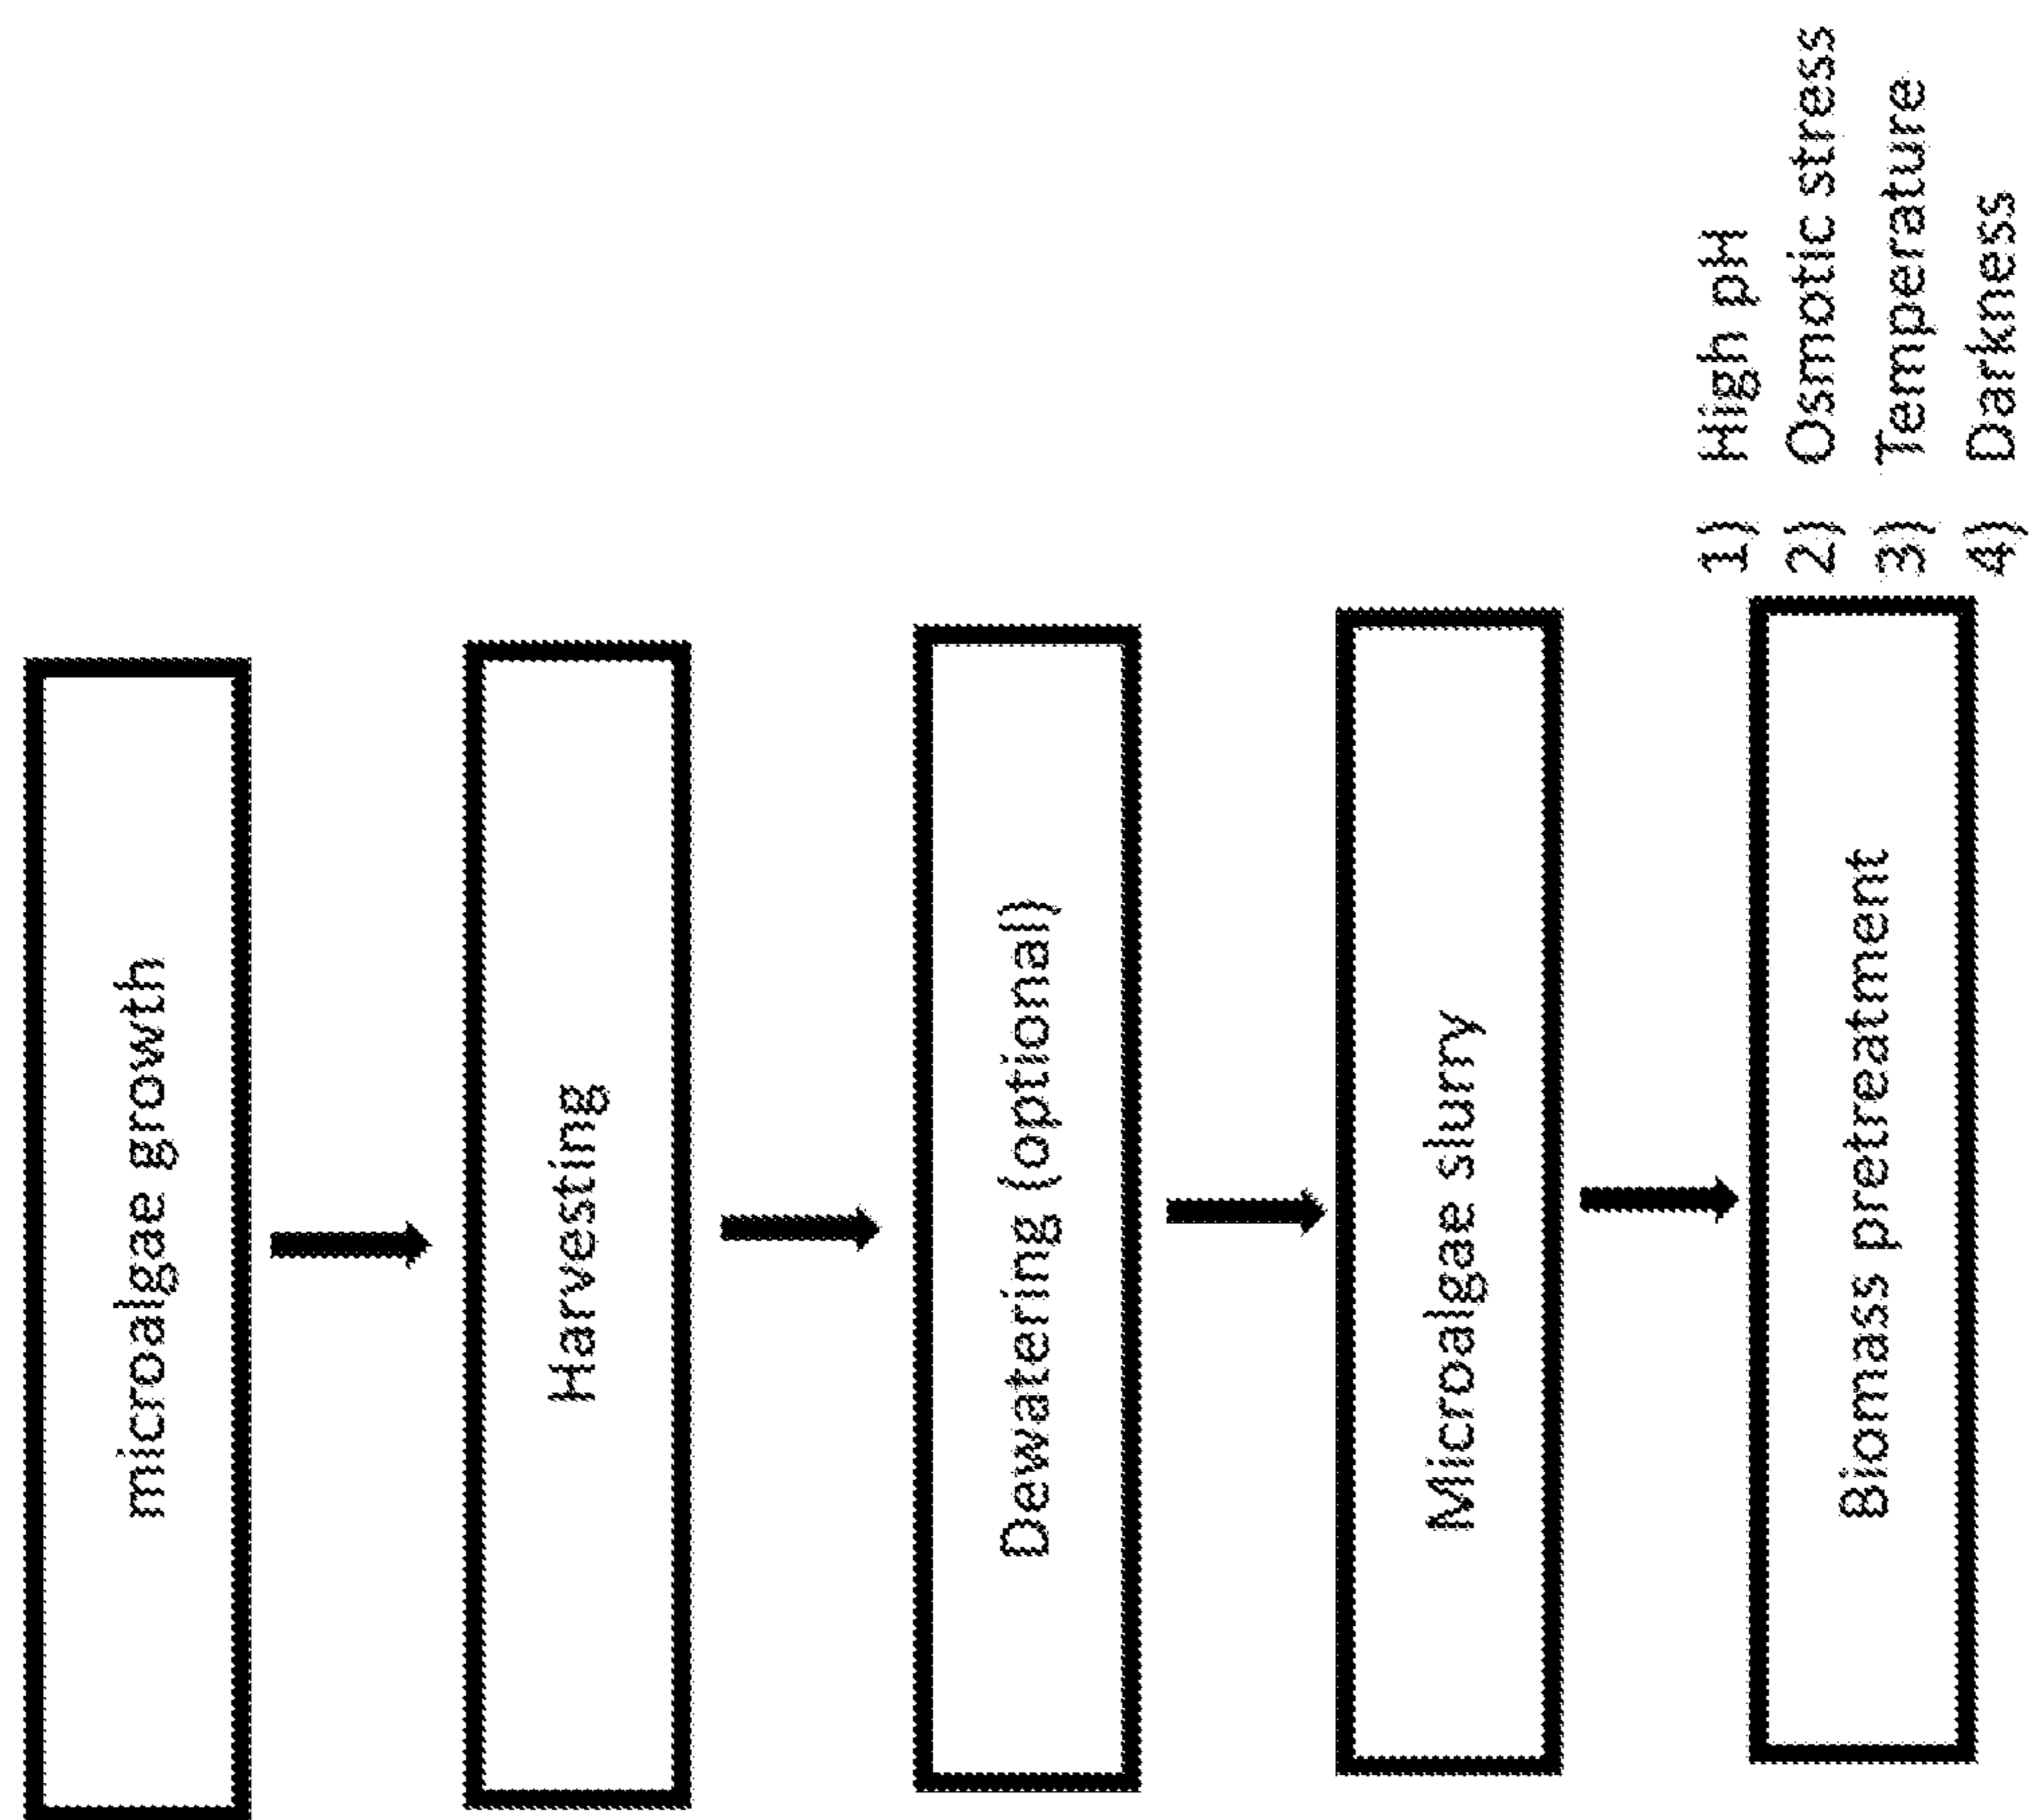 microalgae growth
Harvesting
Dewatering (optional)
Microalgae slurry
Biomass pretreatment
1) High pH
2) Osmotic stress
3) Temperature
4) Darkness